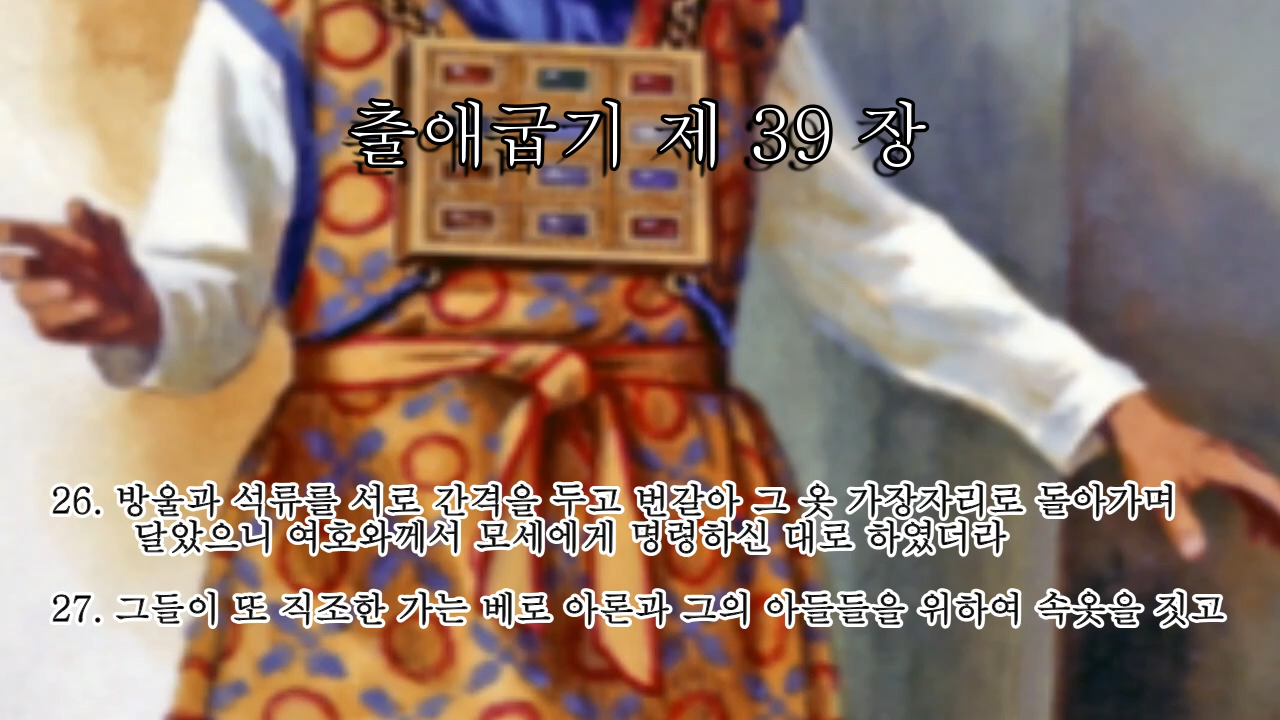 출애굽기 제 39 장
26. 방울과 석류를 서로 간격을 두고 번갈아 그 옷 가장자리로 돌아가며
달았으니 여호와께서 모세에게 명령하신 대로 하였더라
27. 그들이 또 직조한 가는 베로 아론과 그의 아들들을 위하여 속옷을 짓고